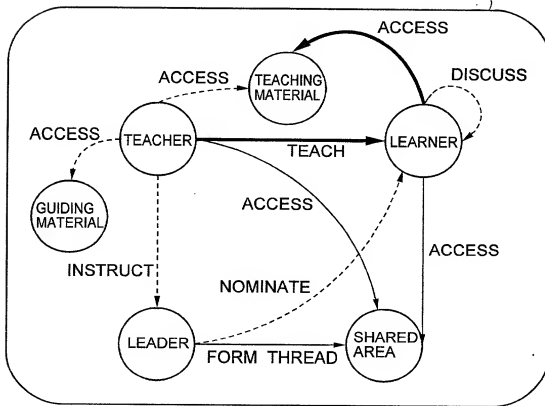 ACCESS
ACCESS
TEACHING
MATERIAL
DISCUSS
ACCESS
TEACHER
TEACH
LEARNER
GUIDING
MATERIAL
ACCESS
ACCESS
INSTRUCT
NOMINATE
LEADER
FORM THREAD
SHARED
AREA